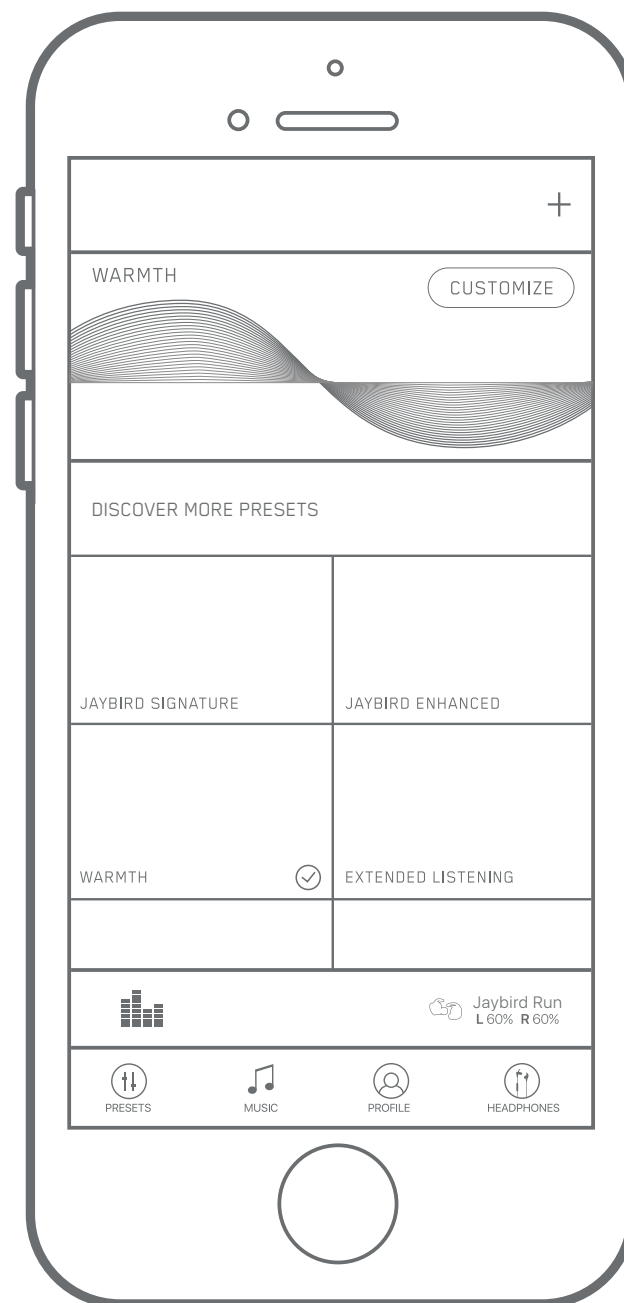 +
WARMTH
CUSTOMIZE
DISCOVER MORE PRESETS
JAYBIRD SIGNATURE
JAYBIRD ENHANCED
WARMTH
EXTENDED LISTENING
Jaybird Run
L 60% R 60%
PRESETS
MUSIC
PROFILE
HEADPHONES